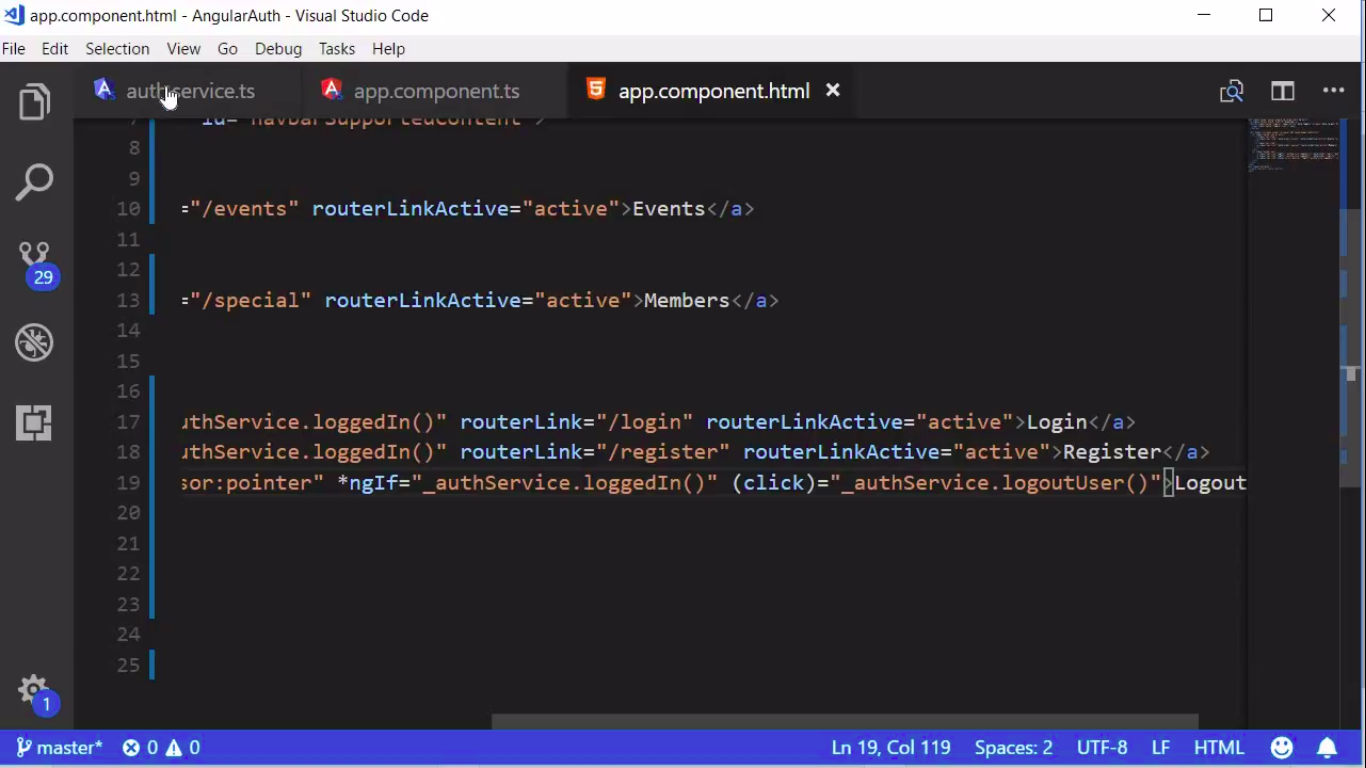 app.component.html - AngularAuth - Visual Studio Code
File Edit Selection View Go Debug Tasks Help
auth.service.ts app.component.ts app.component.html
7 id="navbarSupportedContent">
8
9
10 ="/events" routerLinkActive="active">Events</a>
11
12
13 ="/special" routerLinkActive="active">Members</a>
14
15
16
17 uthService.loggedIn()" routerLink="/login" routerLinkActive="active">Login</a>
18 uthService.loggedIn()" routerLink="/register" routerLinkActive="active">Register</a>
19 sor:pointer" *ngIf="_authService.loggedIn()" (click)="_authService.logoutUser()">Logout
20
21
22
23
24
25
29
1
master* 0 0 Ln 19, Col 119 Spaces: 2 UTF-8 LF HTML